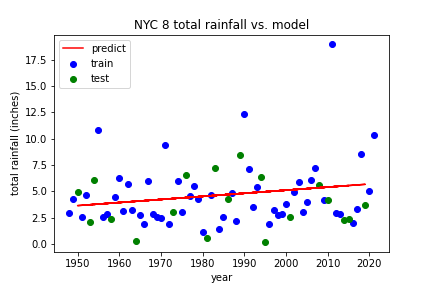 NYC 8 total rainfall vs. model
predict
train
test
17.5
15.0
12.5
10.0
7.5
5.0
2.5
0.0
total rainfall (inches)
1950
1960
1970
1980
1990
2000
2010
2020
year